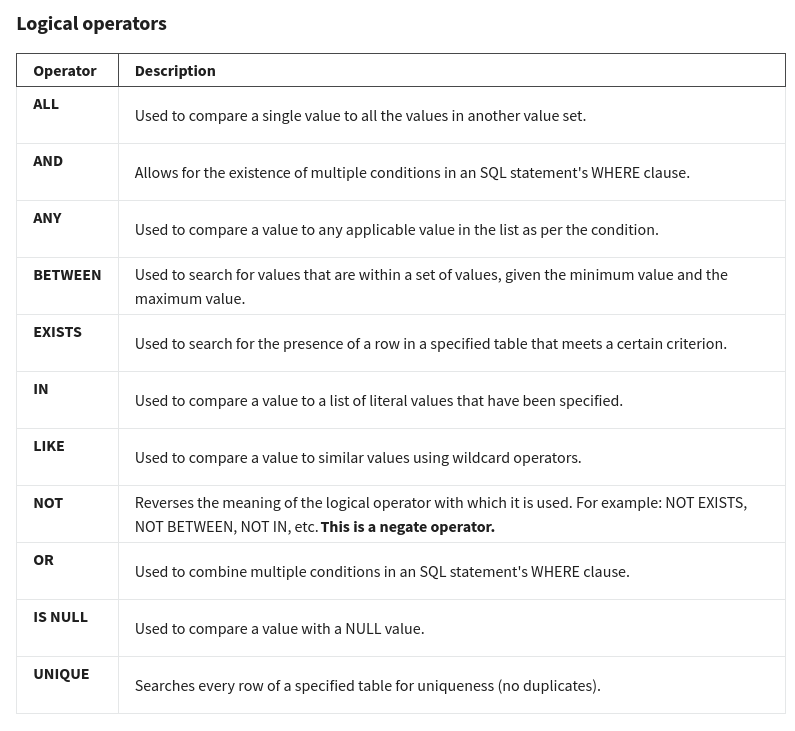 Logical operators
Operator Description
ALL
Used to compare a single value to all the values in another value set.
AND
Allows for the existence of multiple conditions in an SQL statement's WHERE clause.
ANY
Used to compare a value to any applicable value in the list as per the condition.
BETWEEN Used to search for values that are within a set of values, given the minimum value and the
maximum value.
EXISTS
Used to search for the presence of a row in a specified table that meets a certain criterion.
IN
Used to compare a value to a list of literal values that have been specified.
LIKE
Used to compare a value to similar values using wildcard operators.
NOT Reverses the meaning of the logical operator with which it is used. For example: NOT EXISTS,
NOT BETWEEN, NOT IN, etc. This is a negate operator.
OR
Used to combine multiple conditions in an SQL statement's WHERE clause.
IS NULL
Used to compare a value with a NULL value.
UNIQUE
Searches every row of a specified table for uniqueness (no duplicates).